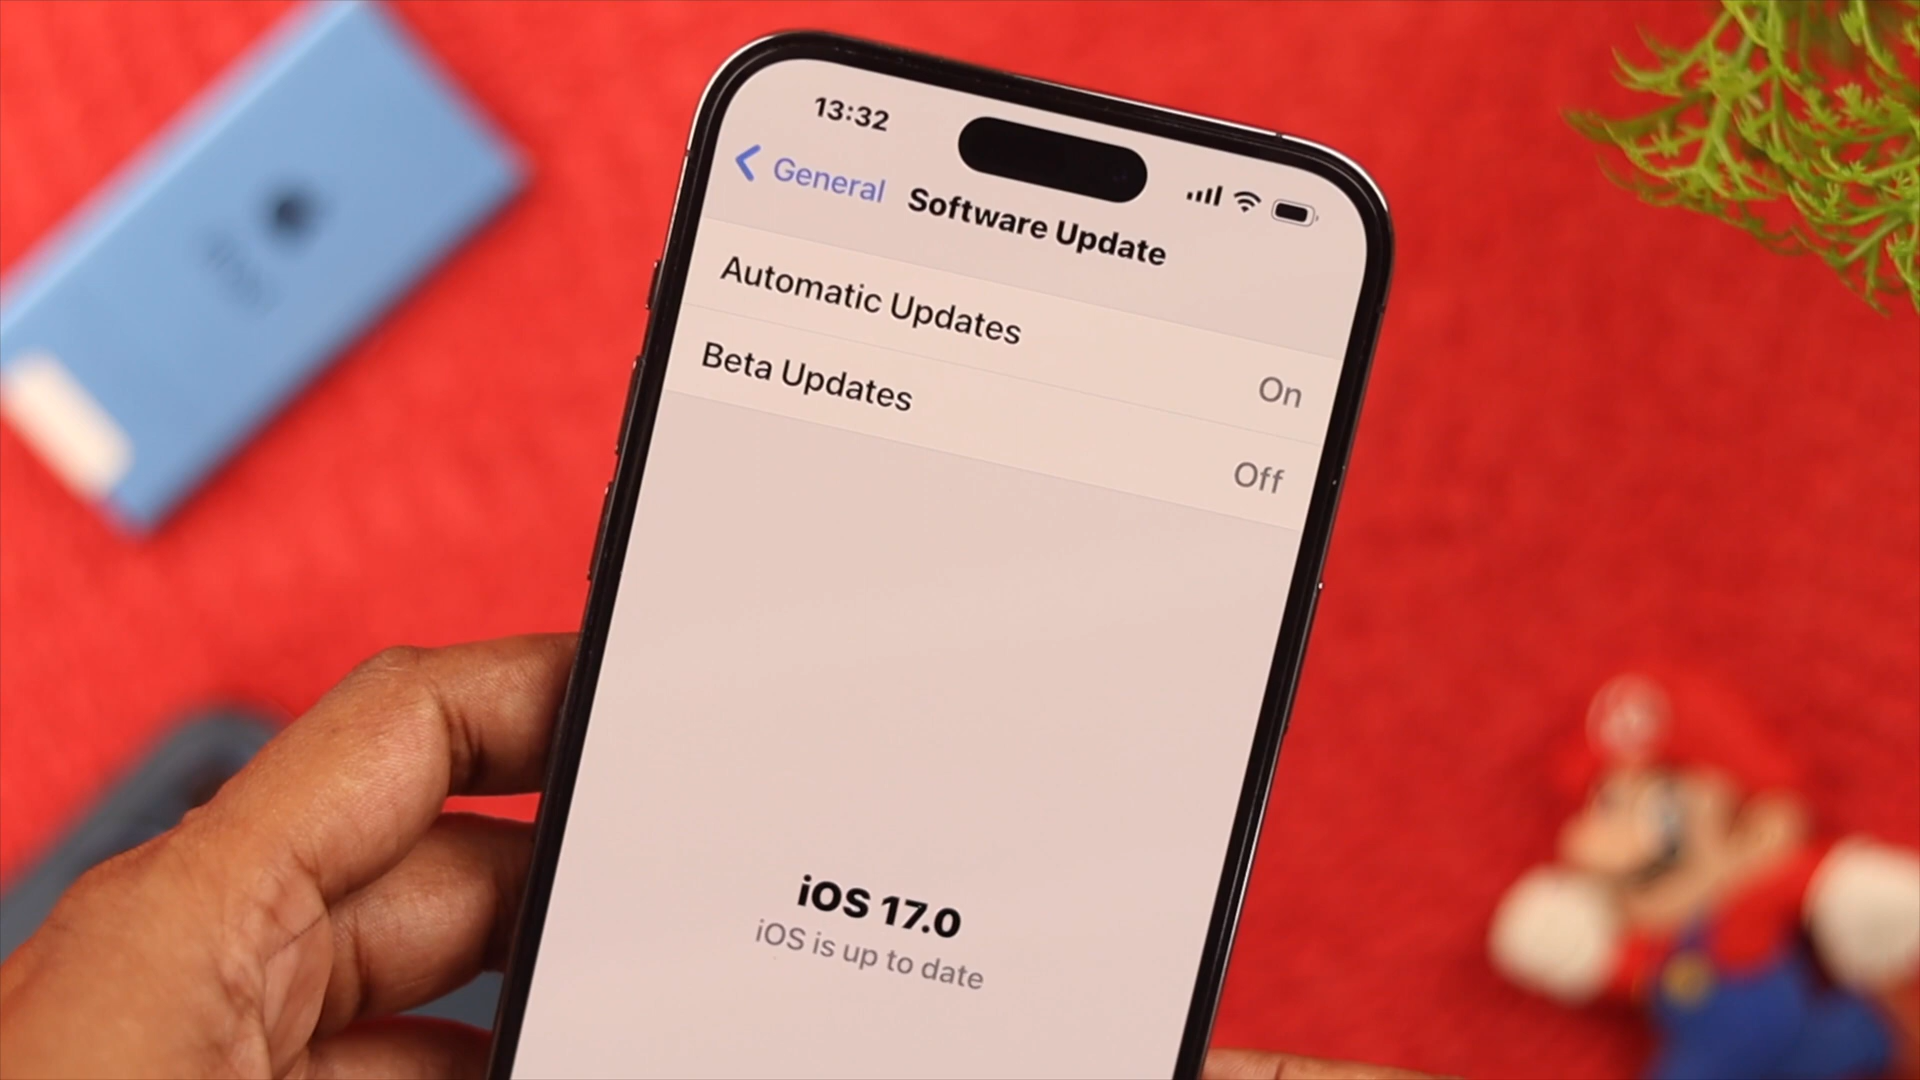 13:32
General
Software Update
Automatic Updates
On
Beta Updates
Off
iOS 17.0
iOS is up to date